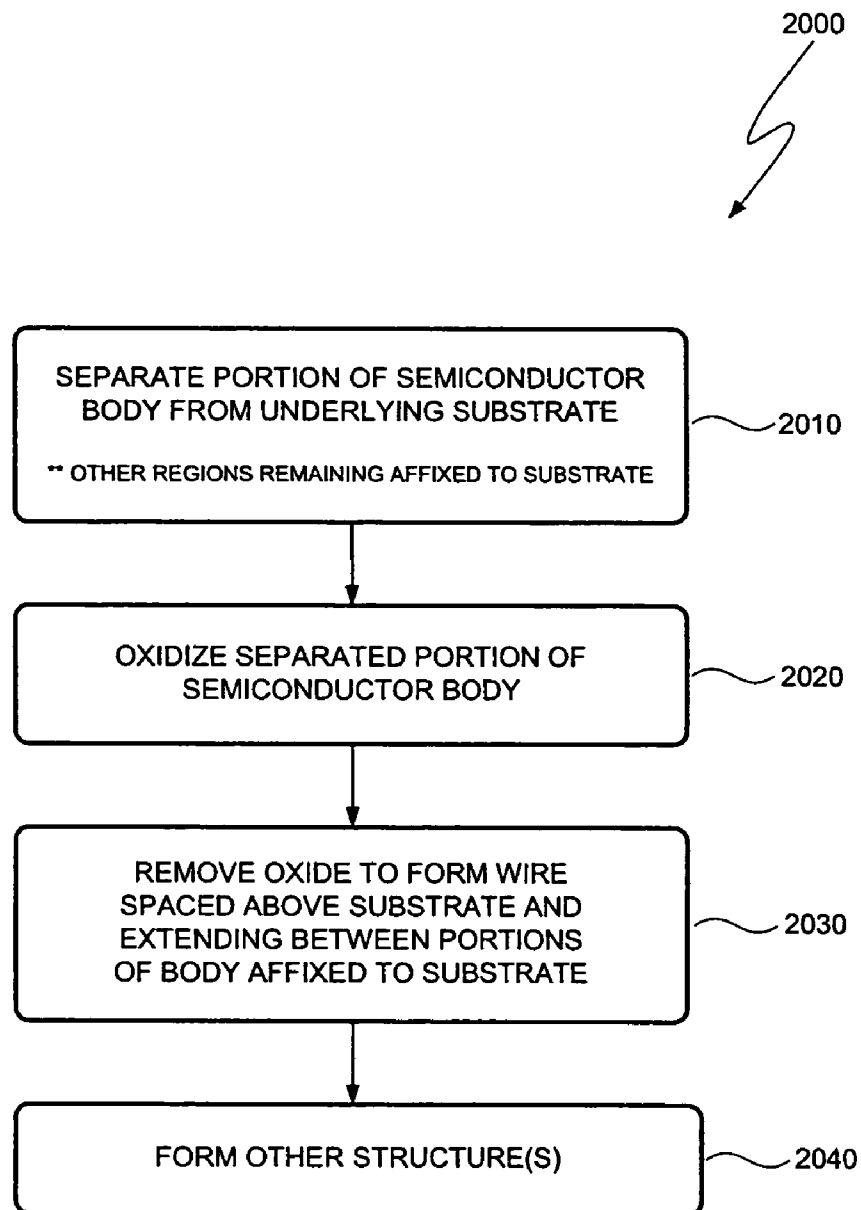 2000
SEPARATE PORTION OF SEMICONDUCTOR
BODY FROM UNDERLYING SUBSTRATE
** OTHER REGIONS REMAINING AFFIXED TO SUBSTRATE
2010
OXIDIZE SEPARATED PORTION OF
SEMICONDUCTOR BODY
2020
REMOVE OXIDE TO FORM WIRE
SPACED ABOVE SUBSTRATE AND
EXTENDING BETWEEN PORTIONS
OF BODY AFFIXED TO SUBSTRATE
2030
FORM OTHER STRUCTURE(S)
2040